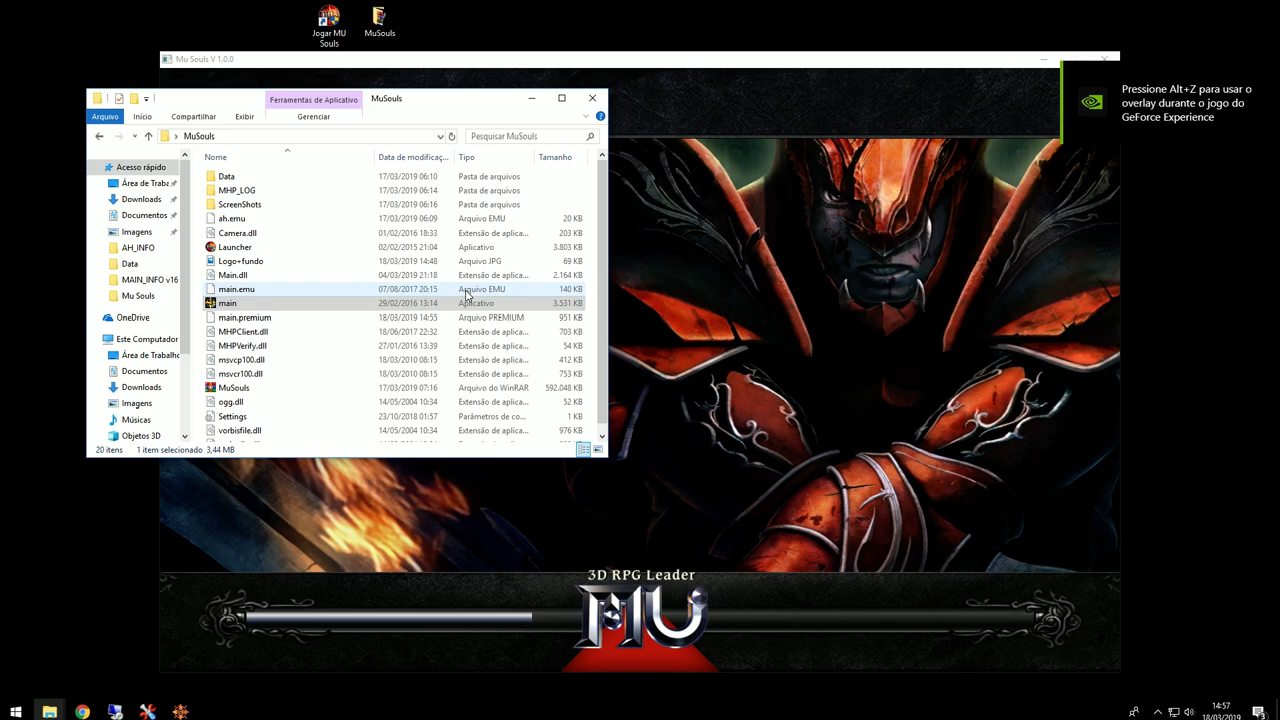 Jogar MU
Souls
MuSouls
Mu Souls V 1.0.0
Pressione Alt+Z para usar o
overlay durante o jogo do
GeForce Experience
Ferramentas de Aplicativo
MuSouls
Arquivo
Início
Compartilhar
Exibir
Gerenciar
MuSouls
Pesquisar MuSouls
Acesso rápido
Área de Traba
Downloads
Documentos
Imagens
AH_INFO
Data
MAIN_INFO v16
Mu Souls
OneDrive
Este Computador
Área de Trabalho
Documentos
Downloads
Imagens
Músicas
Objetos 3D
Nome Data de modificaç... Tipo Tamanho
Data 17/03/2019 06:10 Pasta de arquivos
MHP_LOG 17/03/2019 06:14 Pasta de arquivos
ScreenShots 17/03/2019 06:16 Pasta de arquivos
ah.emu 17/03/2019 06:09 Arquivo EMU 20 KB
Camera.dll 01/02/2016 18:33 Extensão de aplica... 203 KB
Launcher 02/02/2015 21:04 Aplicativo 3.803 KB
Logo+fundo 18/03/2019 14:48 Arquivo JPG 69 KB
Main.dll 04/03/2019 21:18 Extensão de aplica... 2.164 KB
main.emu 07/08/2017 20:15 Arquivo EMU 140 KB
main 29/02/2016 13:14 Aplicativo 3.531 KB
main.premium 18/03/2019 14:55 Arquivo PREMIUM 951 KB
MHPClient.dll 18/06/2017 22:32 Extensão de aplica... 703 KB
MHPVerify.dll 27/01/2016 13:39 Extensão de aplica... 54 KB
msvcp100.dll 18/03/2010 08:15 Extensão de aplica... 412 KB
msvcr100.dll 18/03/2010 08:15 Extensão de aplica... 753 KB
MuSouls 17/03/2019 07:16 Arquivo do WinRAR 592.048 KB
ogg.dll 14/05/2004 10:34 Extensão de aplica... 52 KB
Settings 23/10/2018 01:57 Parâmetros de co... 1 KB
vorbisfile.dll 14/05/2004 10:34 Extensão de aplica... 976 KB
20 itens 1 item selecionado 3,44 MB
3D RPG Leader
MU
14:57
18/03/2019